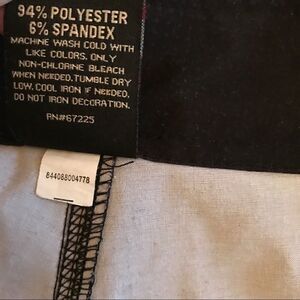 94% POLYESTER
6% SPANDEX
MACHINE WASH COLD WITH
LIKE COLORS, ONLY
NON-CHLORINE BLEACH
WHEN NEEDED, TUMBLE DRY
LOW, COOL IRON IF NEEDED,
DO NOT IRON DECORATION.
RN#67225
844088004778